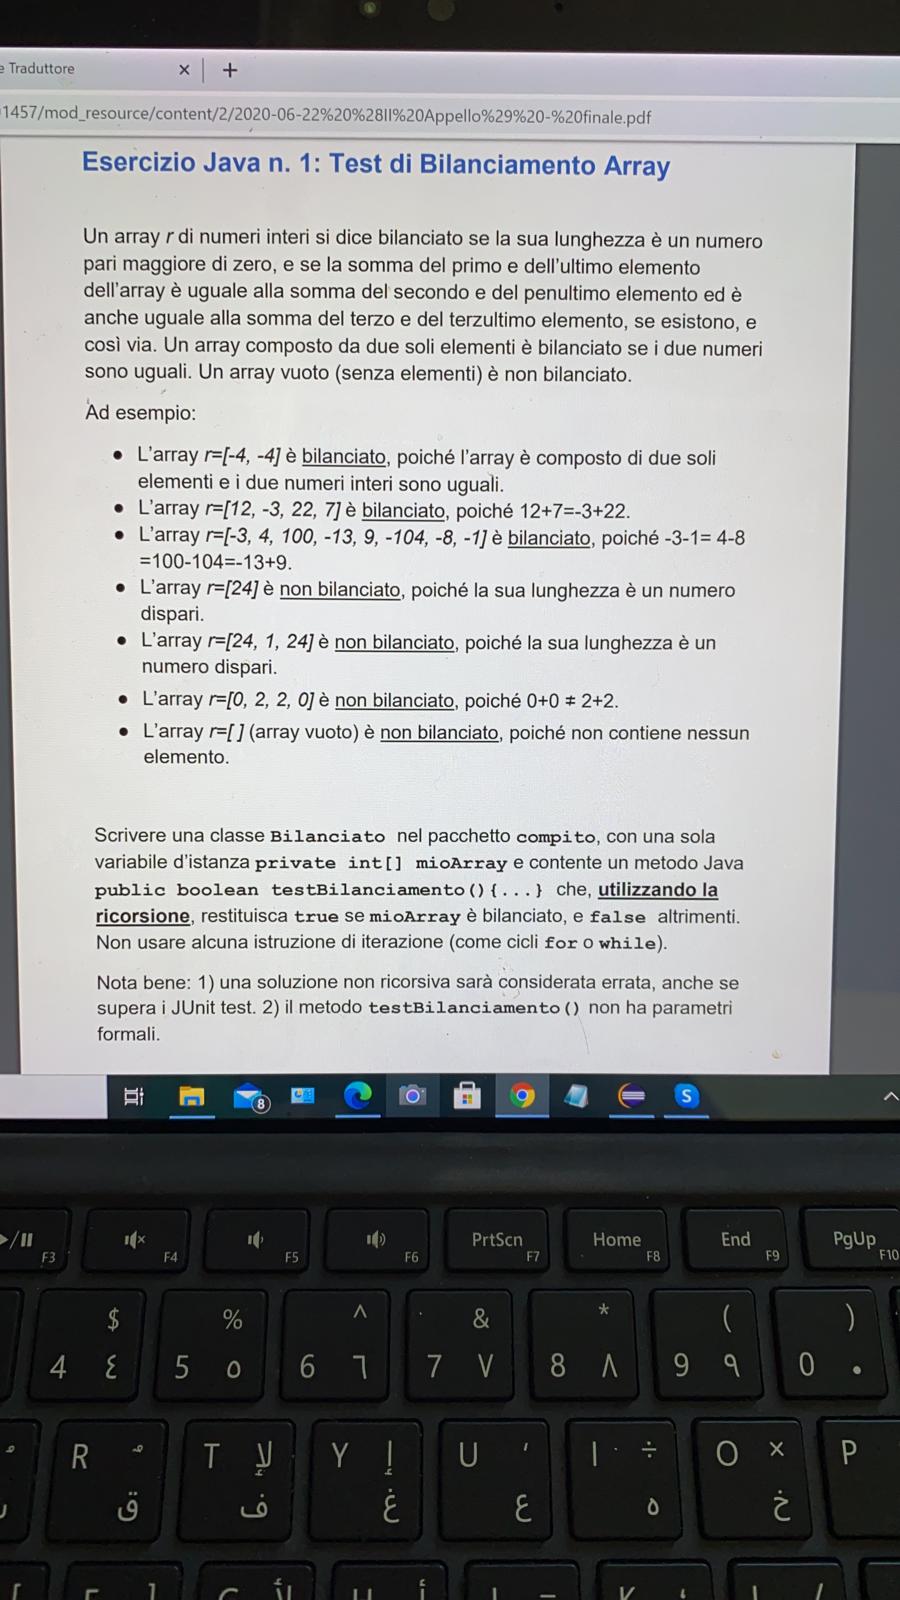 e Traduttore × +
1457/mod_resource/content/2/2020-06-22%20%28II%20Appello%29%20-%20finale.pdf
Esercizio Java n. 1: Test di Bilanciamento Array
Un array r di numeri interi si dice bilanciato se la sua lunghezza è un numero
pari maggiore di zero, e se la somma del primo e dell'ultimo elemento
dell'array è uguale alla somma del secondo e del penultimo elemento ed è
anche uguale alla somma del terzo e del terzultimo elemento, se esistono, e
così via. Un array composto da due soli elementi è bilanciato se i due numeri
sono uguali. Un array vuoto (senza elementi) è non bilanciato.
Ad esempio:
• L'array r=[-4, -4] è bilanciato, poiché l'array è composto di due soli
elementi e i due numeri interi sono uguali.
• L'array r=[12, -3, 22, 7] è bilanciato, poiché 12+7=-3+22.
• L'array r=[-3, 4, 100, -13, 9, -104, -8, -1] è bilanciato, poiché -3-1= 4-8
=100-104=-13+9.
• L'array r=[24] è non bilanciato, poiché la sua lunghezza è un numero
dispari.
• L'array r=[24, 1, 24] è non bilanciato, poiché la sua lunghezza è un
numero dispari.
• L'array r=[0, 2, 2, 0] è non bilanciato, poiché 0+0 ≠ 2+2.
• L'array r=[ ] (array vuoto) è non bilanciato, poiché non contiene nessun
elemento.
Scrivere una classe Bilanciato nel pacchetto compito, con una sola
variabile d'istanza private int[] mioArray e contente un metodo Java
public boolean testBilanciamento(){...} che, utilizzando la
ricorsione, restituisca true se mioArray è bilanciato, e false altrimenti.
Non usare alcuna istruzione di iterazione (come cicli for o while).
Nota bene: 1) una soluzione non ricorsiva sarà considerata errata, anche se
supera i JUnit test. 2) il metodo testBilanciamento() non ha parametri
formali.
8 S
PrtScn Home End PgUp
F3 F4 F5 F6 F7 F8 F9 F10
$ % ^ & * ( )
4 ٤ 5 ٥ 6 ٦ 7 ٧ 8 ٨ 9 ٩ 0 ٠
R T لإ Y إ U ‘ I ÷ O × P
ق ف غ ع ه خ